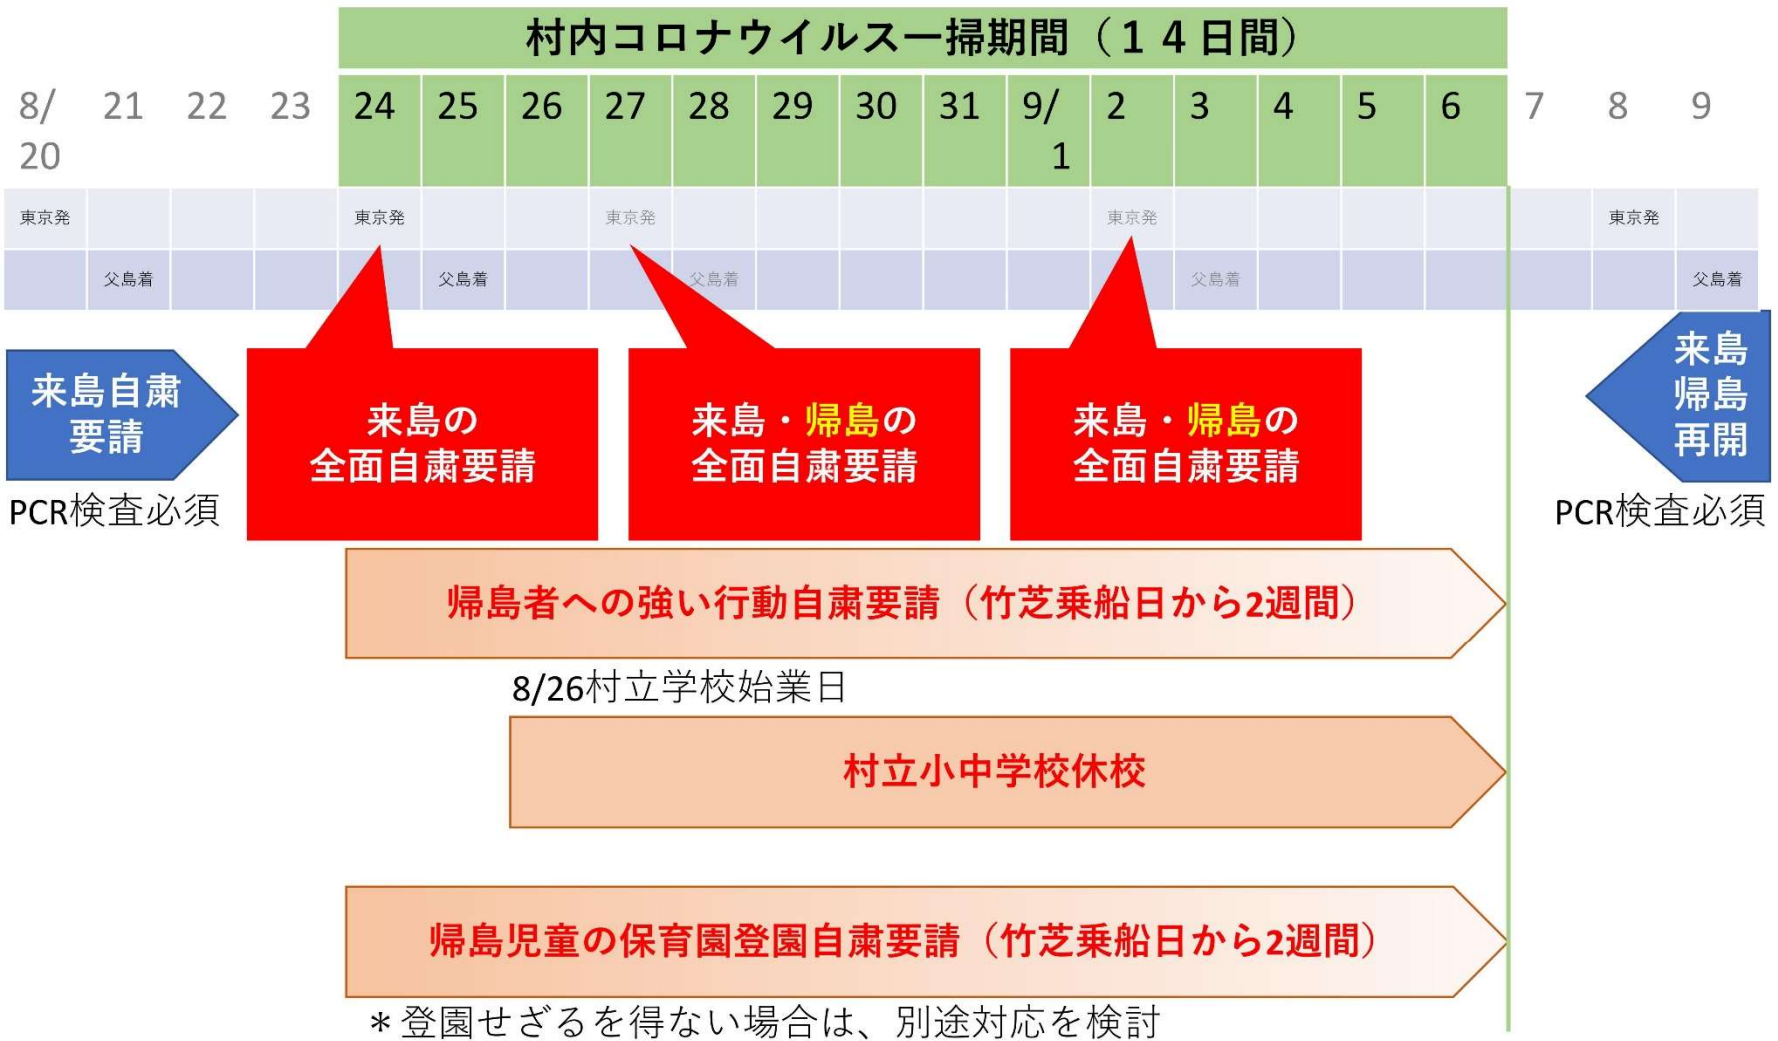 村内コロナウイルス一掃期間（１４日間）
8/20 21 22 23 24 25 26 27 28 29 30 31 9/1 2 3 4 5 6 7 8 9
東京発 東京発 東京発 東京発 東京発
父島着 父島着 父島着 父島着 父島着
来島自粛
要請
PCR検査必須
来島の
全面自粛要請
来島・帰島の
全面自粛要請
来島・帰島の
全面自粛要請
来島
帰島
再開
PCR検査必須
帰島者への強い行動自粛要請（竹芝乗船日から2週間）
8/26村立学校始業日
村立小中学校休校
帰島児童の保育園登園自粛要請（竹芝乗船日から2週間）
＊登園せざるを得ない場合は、別途対応を検討